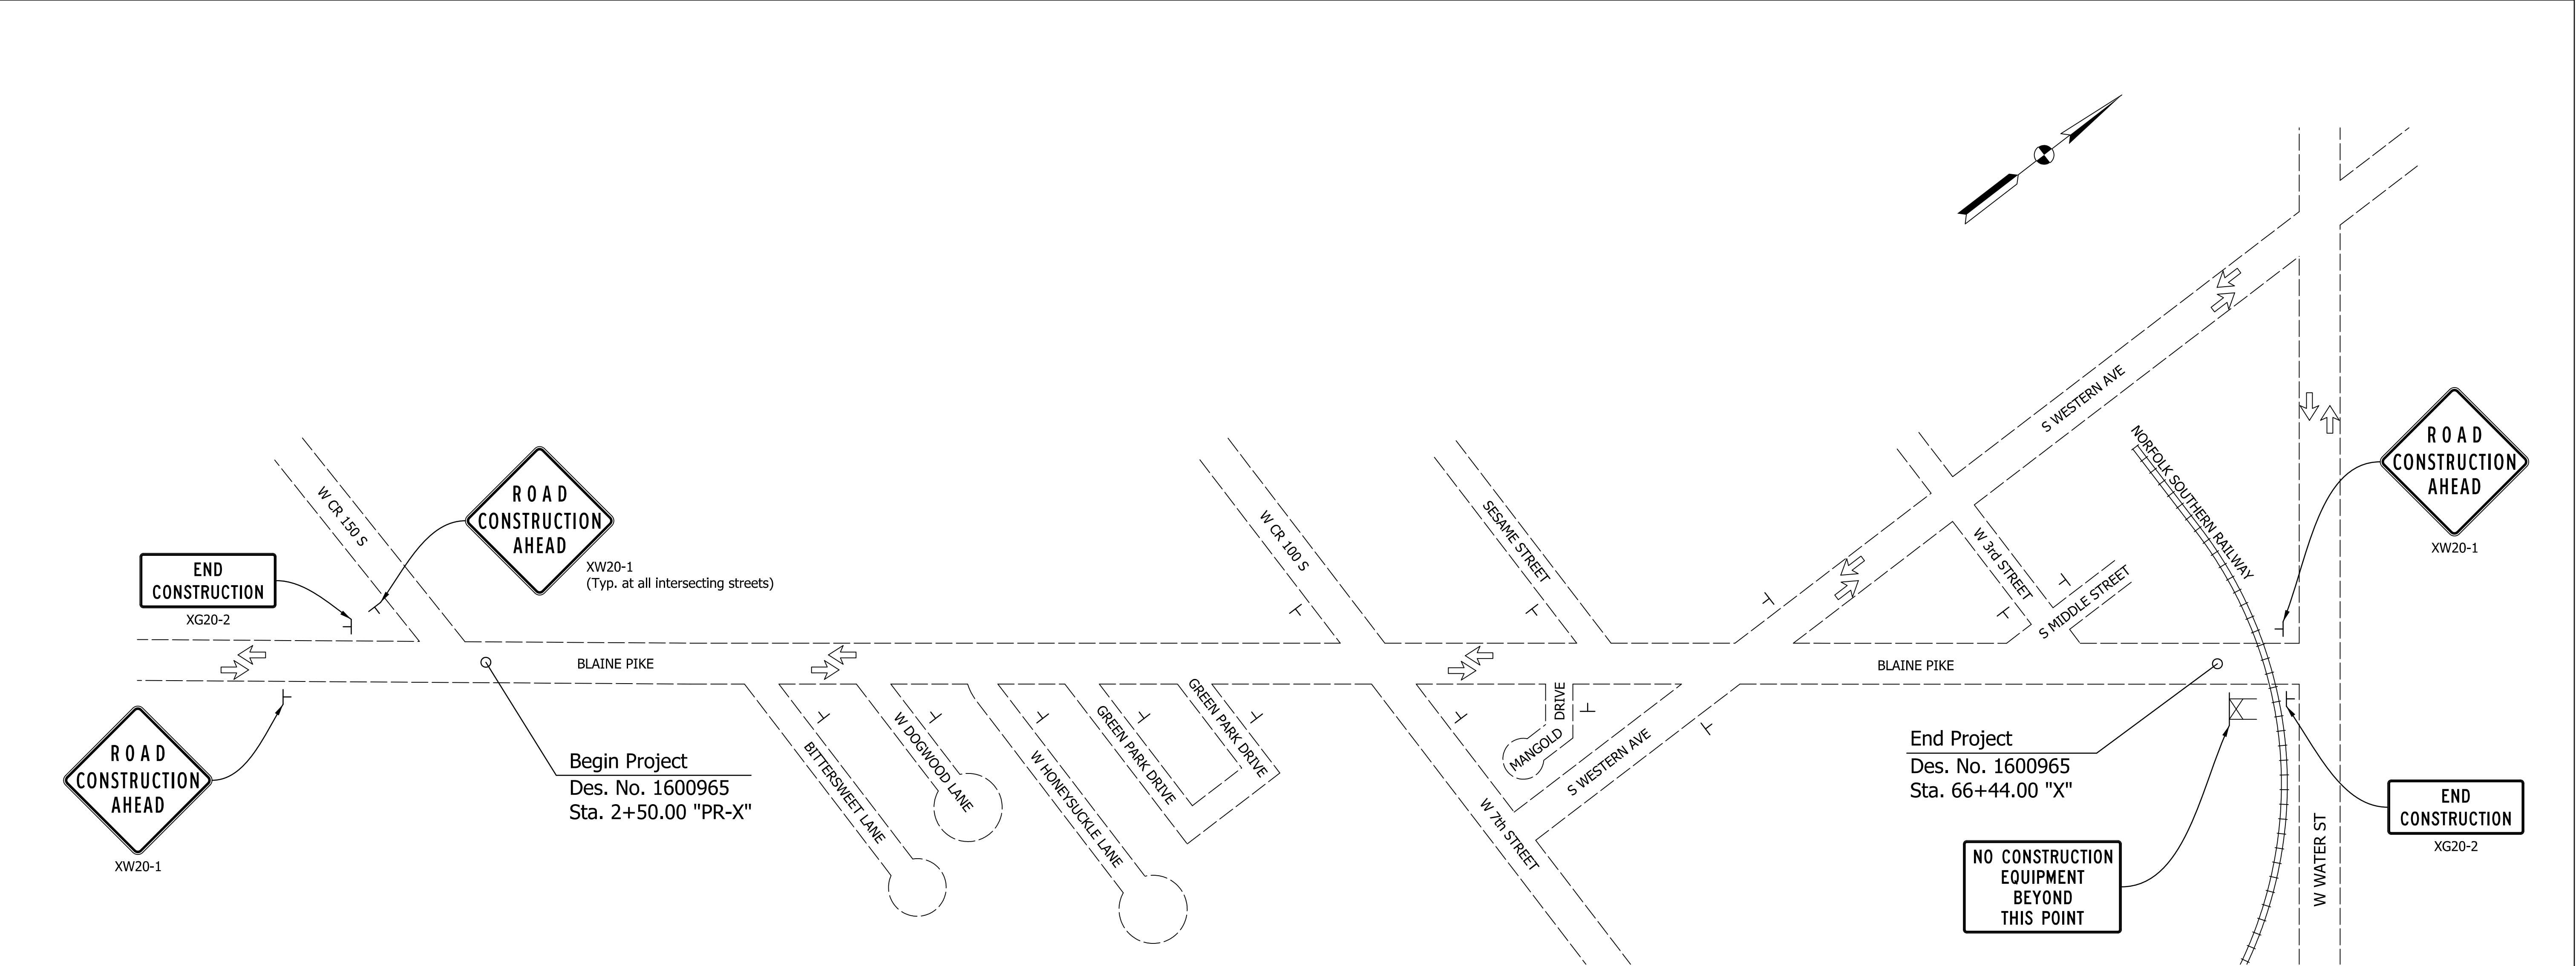 ROAD
CONSTRUCTION
AHEAD
XW20-1
(Typ. at all intersecting streets)
END
CONSTRUCTION
XG20-2
W CR 150 S
BLAINE PIKE
ROAD
CONSTRUCTION
AHEAD
XW20-1
Begin Project
Des. No. 1600965
Sta. 2+50.00 "PR-X"
BITTERSWEET LANE
W DOGWOOD LANE
W HONEYSUCKLE LANE
GREEN PARK DRIVE
GREEN PARK DRIVE
W CR 100 S
SESAME STREET
W 7th STREET
MANGOLD DRIVE
S WESTERN AVE
S WESTERN AVE
W 3rd STREET
S MIDDLE STREET
NORFOLK SOUTHERN RAILWAY
BLAINE PIKE
ROAD
CONSTRUCTION
AHEAD
XW20-1
End Project
Des. No. 1600965
Sta. 66+44.00 "X"
NO CONSTRUCTION
EQUIPMENT
BEYOND
THIS POINT
W WATER ST
END
CONSTRUCTION
XG20-2